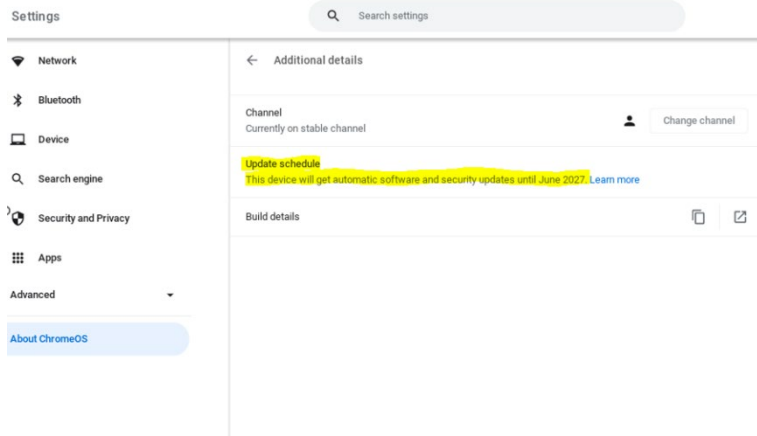 Settings
Search settings
Network
Bluetooth
Device
Search engine
Security and Privacy
Apps
Advanced
About ChromeOS
Additional details
Channel
Currently on stable channel
Change channel
Update schedule
This device will get automatic software and security updates until June 2027. Learn more
Build details